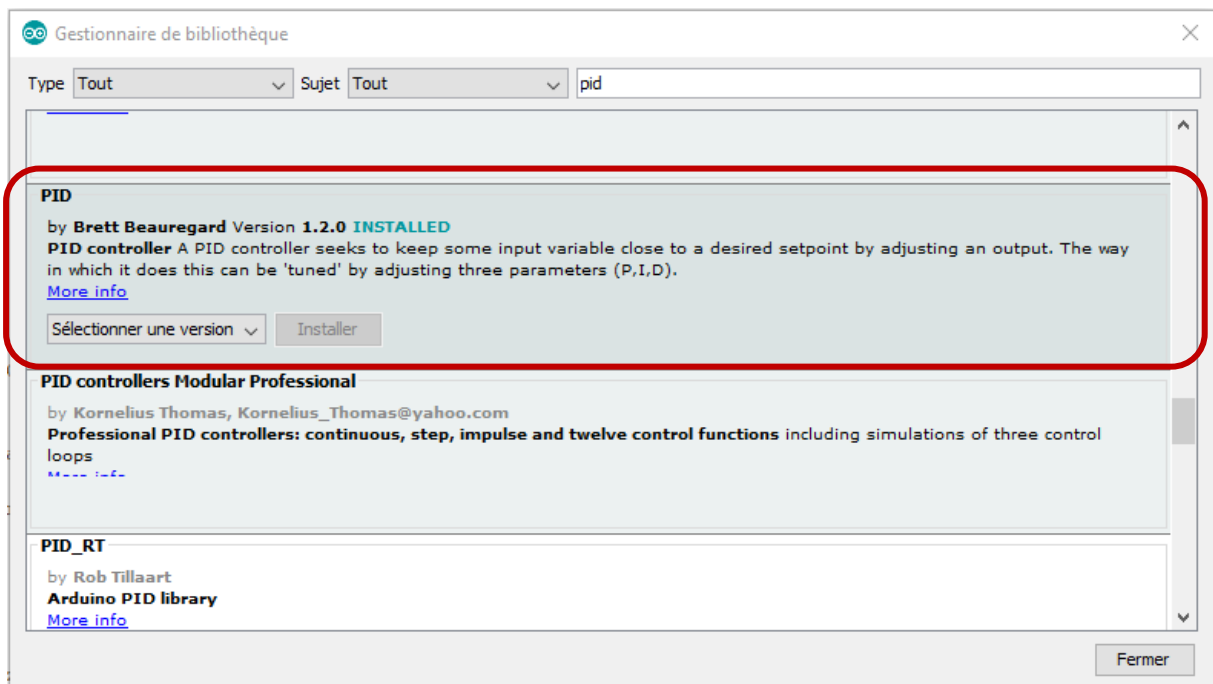 Gestionnaire de bibliothèque
Type Tout Sujet Tout pid
PID
by Brett Beauregard Version 1.2.0 INSTALLED
PID controller A PID controller seeks to keep some input variable close to a desired setpoint by adjusting an output. The way
in which it does this can be 'tuned' by adjusting three parameters (P,I,D).
More info
Sélectionner une version Installer
PID controllers Modular Professional
by Kornelius Thomas, Kornelius_Thomas@yahoo.com
Professional PID controllers: continuous, step, impulse and twelve control functions including simulations of three control
loops
More info
PID_RT
by Rob Tillaart
Arduino PID library
More info
Fermer